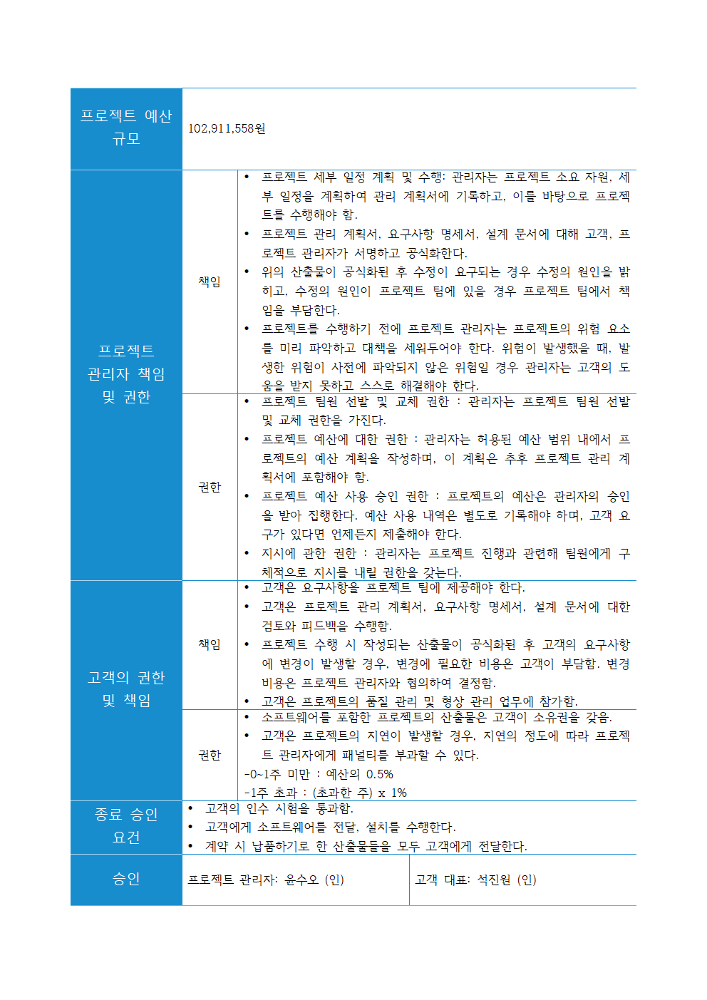 프로젝트 예산
규모
102,911,558원
프로젝트
관리자 책임
및 권한
책임
• 프로젝트 세부 일정 계획 및 수행: 관리자는 프로젝트 소요 자원, 세
부 일정을 계획하여 관리 계획서에 기록하고, 이를 바탕으로 프로젝
트를 수행해야 함.
• 프로젝트 관리 계획서, 요구사항 명세서, 설계 문서에 대해 고객, 프
로젝트 관리자가 서명하고 공식화한다.
• 위의 산출물이 공식화된 후 수정이 요구되는 경우 수정의 원인을 밝
히고, 수정의 원인이 프로젝트 팀에 있을 경우 프로젝트 팀에서 책
임을 부담한다.
• 프로젝트를 수행하기 전에 프로젝트 관리자는 프로젝트의 위험 요소
를 미리 파악하고 대책을 세워두어야 한다. 위험이 발생했을 때, 발
생한 위험이 사전에 파악되지 않은 위험일 경우 관리자는 고객의 도
움을 받지 못하고 스스로 해결해야 한다.
권한
• 프로젝트 팀원 선발 및 교체 권한 : 관리자는 프로젝트 팀원 선발
및 교체 권한을 가진다.
• 프로젝트 예산에 대한 권한 : 관리자는 허용된 예산 범위 내에서 프
로젝트의 예산 계획을 작성하며, 이 계획은 추후 프로젝트 관리 계
획서에 포함해야 함.
• 프로젝트 예산 사용 승인 권한 : 프로젝트의 예산은 관리자의 승인
을 받아 집행한다. 예산 사용 내역은 별도로 기록해야 하며, 고객 요
구가 있다면 언제든지 제출해야 한다.
• 지시에 관한 권한 : 관리자는 프로젝트 진행과 관련해 팀원에게 구
체적으로 지시를 내릴 권한을 갖는다.
고객의 권한
및 책임
책임
• 고객은 요구사항을 프로젝트 팀에 제공해야 한다.
• 고객은 프로젝트 관리 계획서, 요구사항 명세서, 설계 문서에 대한
검토와 피드백을 수행함.
• 프로젝트 수행 시 작성되는 산출물이 공식화된 후 고객의 요구사항
에 변경이 발생할 경우, 변경에 필요한 비용은 고객이 부담함. 변경
비용은 프로젝트 관리자와 협의하여 결정함.
• 고객은 프로젝트의 품질 관리 및 형상 관리 업무에 참가함.
권한
• 소프트웨어를 포함한 프로젝트의 산출물은 고객이 소유권을 갖음.
• 고객은 프로젝트의 지연이 발생할 경우, 지연의 정도에 따라 프로젝
트 관리자에게 패널티를 부과할 수 있다.
-0~1주 미만 : 예산의 0.5%
-1주 초과 : (초과한 주) x 1%
종료 승인
요건
• 고객의 인수 시험을 통과함.
• 고객에게 소프트웨어를 전달, 설치를 수행한다.
• 계약 시 납품하기로 한 산출물들을 모두 고객에게 전달한다.
승인
프로젝트 관리자: 윤수오 (인)
고객 대표: 석진원 (인)